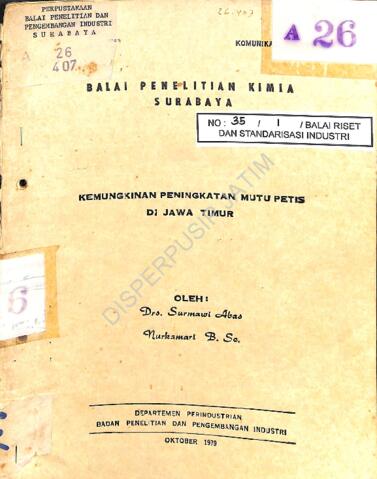 PERPUSTAKAAN
BALAI PENELITIAN DAN
PENGEMBANGAN INDUSTRI
SURABAYA
26.407
A 26
407.
KOMUNIKA
A 26
BALAI PENELITIAN KIMIA
SURABAYA
NO: 35 / 1 / BALAI RISET
DAN STANDARISASI INDUSTRI
KEMUNGKINAN PENINGKATAN MUTU PETIS
DI JAWA TIMUR
DISPERPUSIP JATIM
OLEH:
Drs. Surmawi Abas
Nurkamari B. Sc.
6
DEPARTEMEN PERINDUSTRIAN
BADAN PENELITIAN DAN PENGEMBANGAN INDUSTRI
OKTOBER 1979